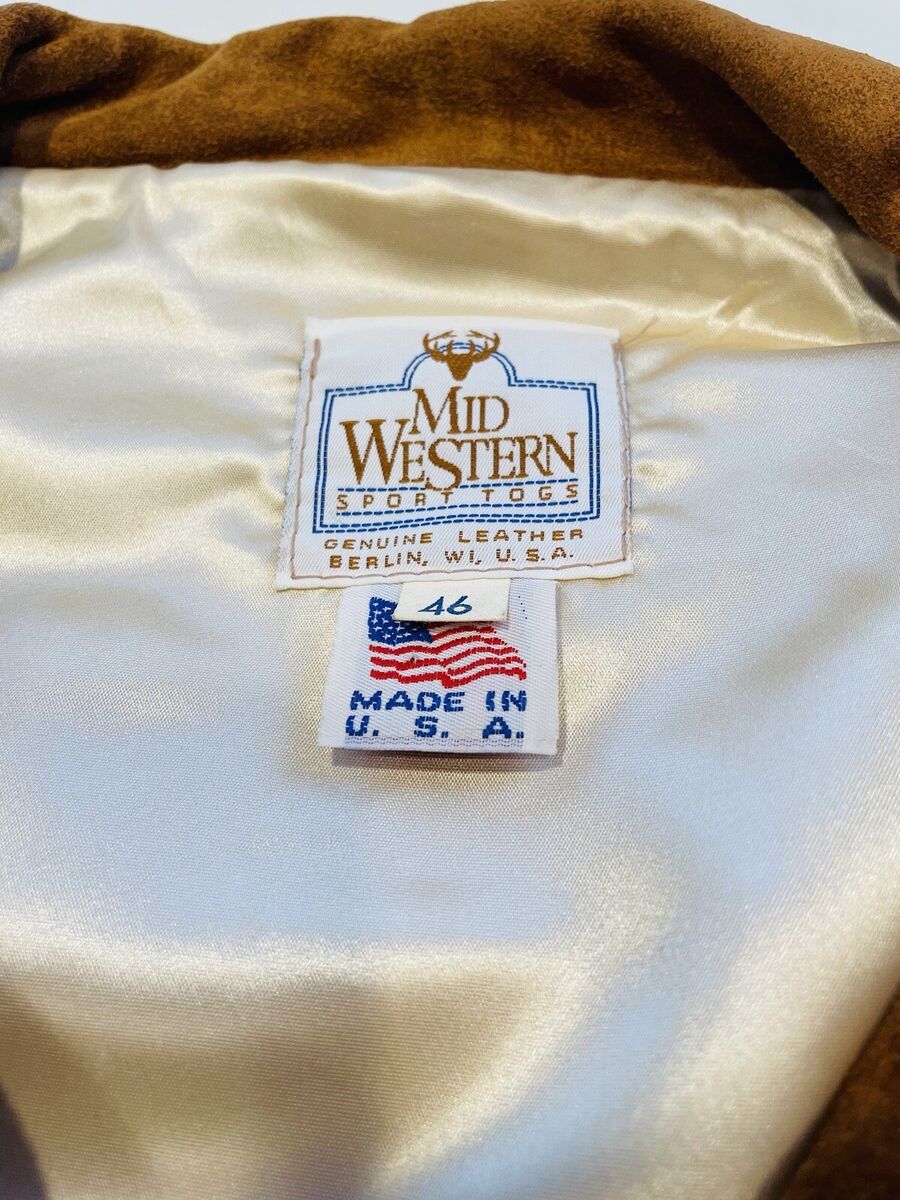 MID
WESTERN
SPORT TOGS
GENUINE LEATHER
BERLIN, WI, U.S.A.
46
MADE IN
U. S. A.